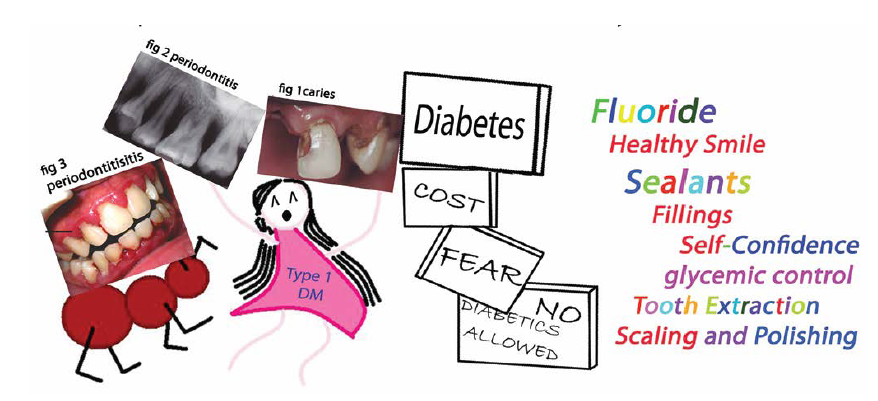 fig 2 periodontitis
fig 1caries
fig 3
periodontitisitis
Type 1
DM
Diabetes
COST
FEAR
NO
DIABETICS
ALLOWED
Fluoride
Healthy Smile
Sealants
Fillings
Self-Confidence
glycemic control
Tooth Extraction
Scaling and Polishing